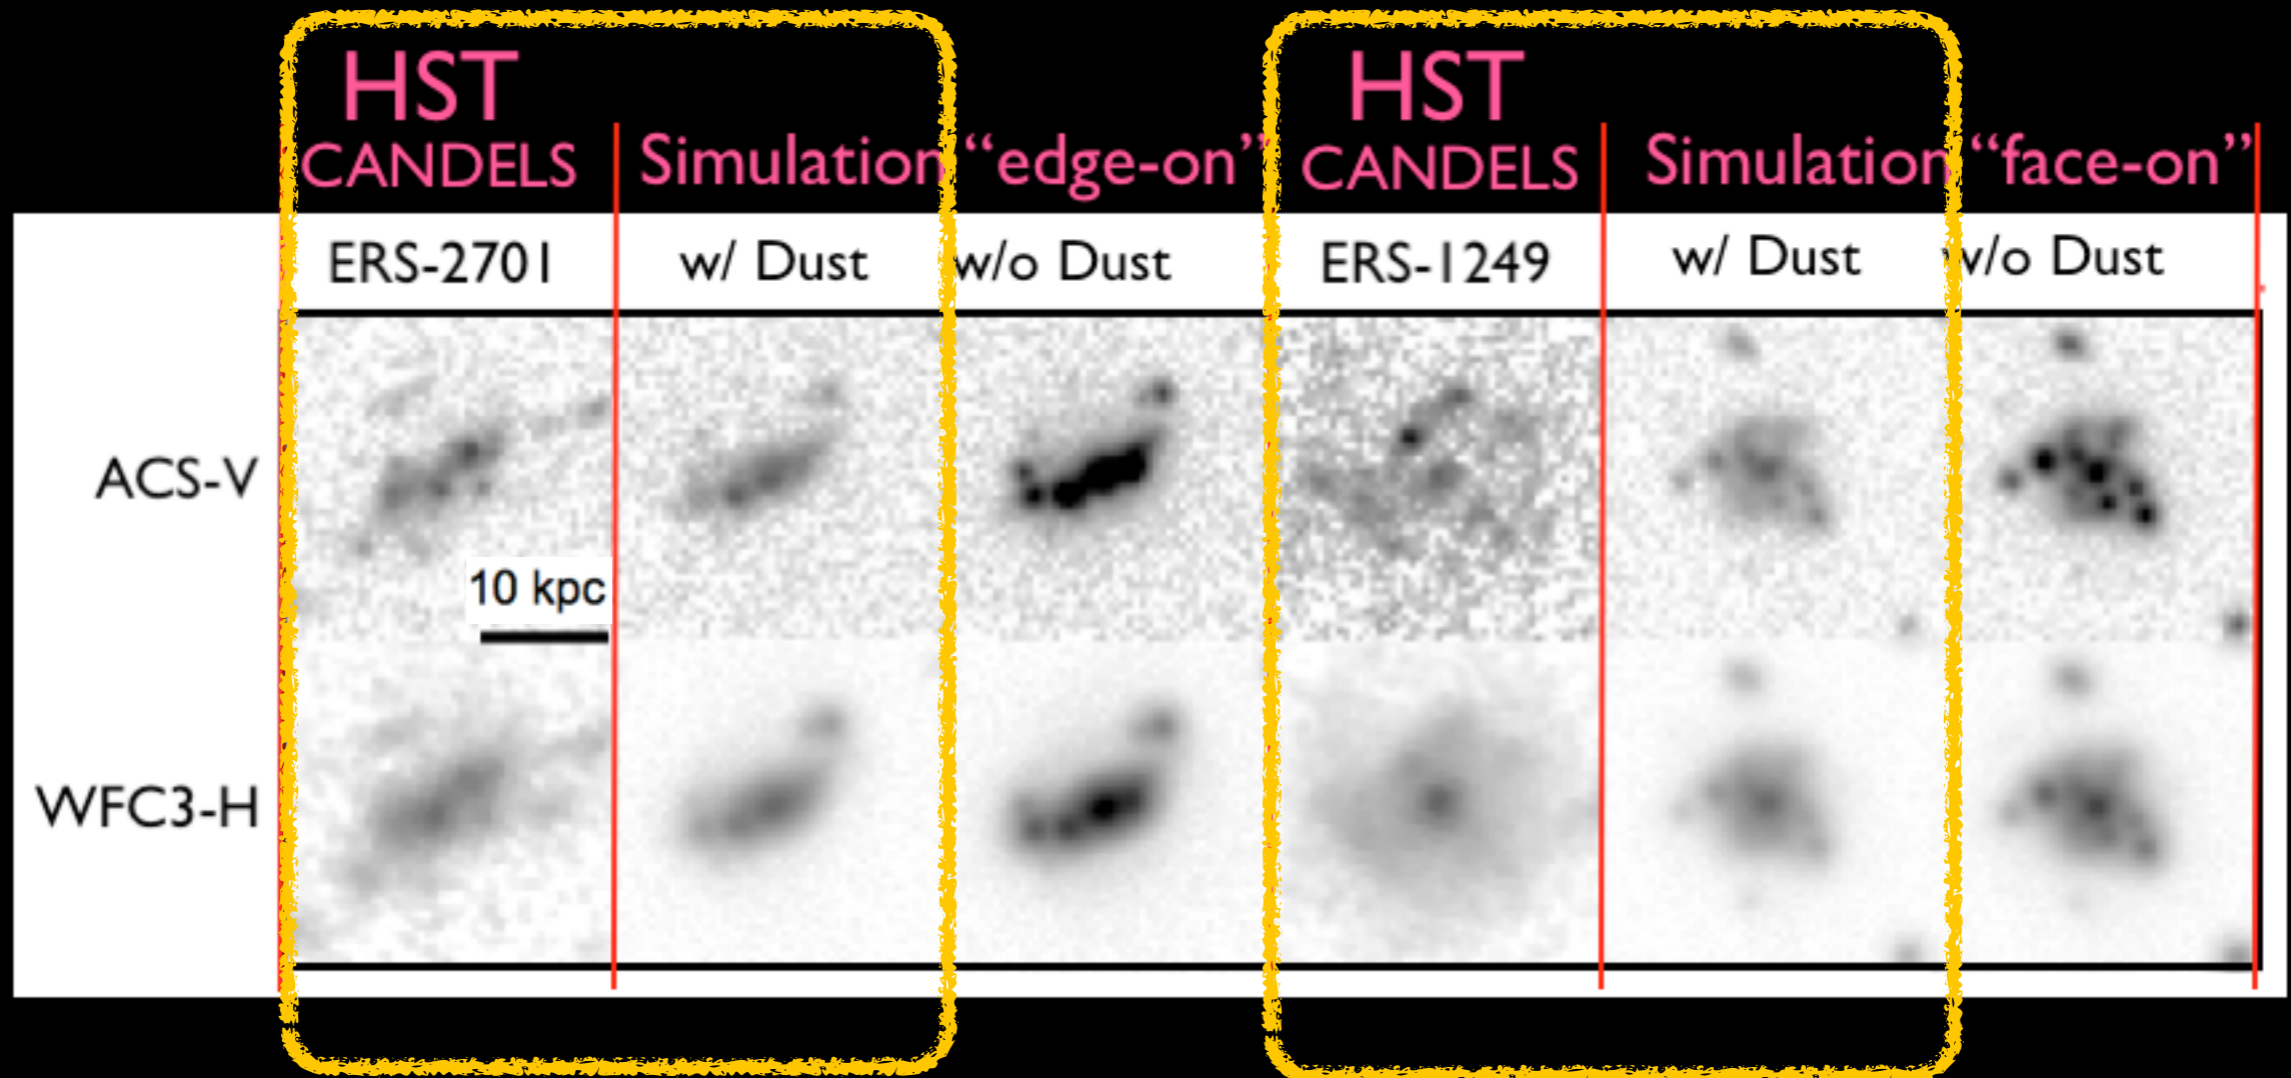 HST
CANDELS
Simulation “edge-on”
HST
CANDELS
Simulation “face-on”
ERS-2701
w/ Dust
w/o Dust
ERS-1249
w/ Dust
w/o Dust
ACS-V
10 kpc
WFC3-H